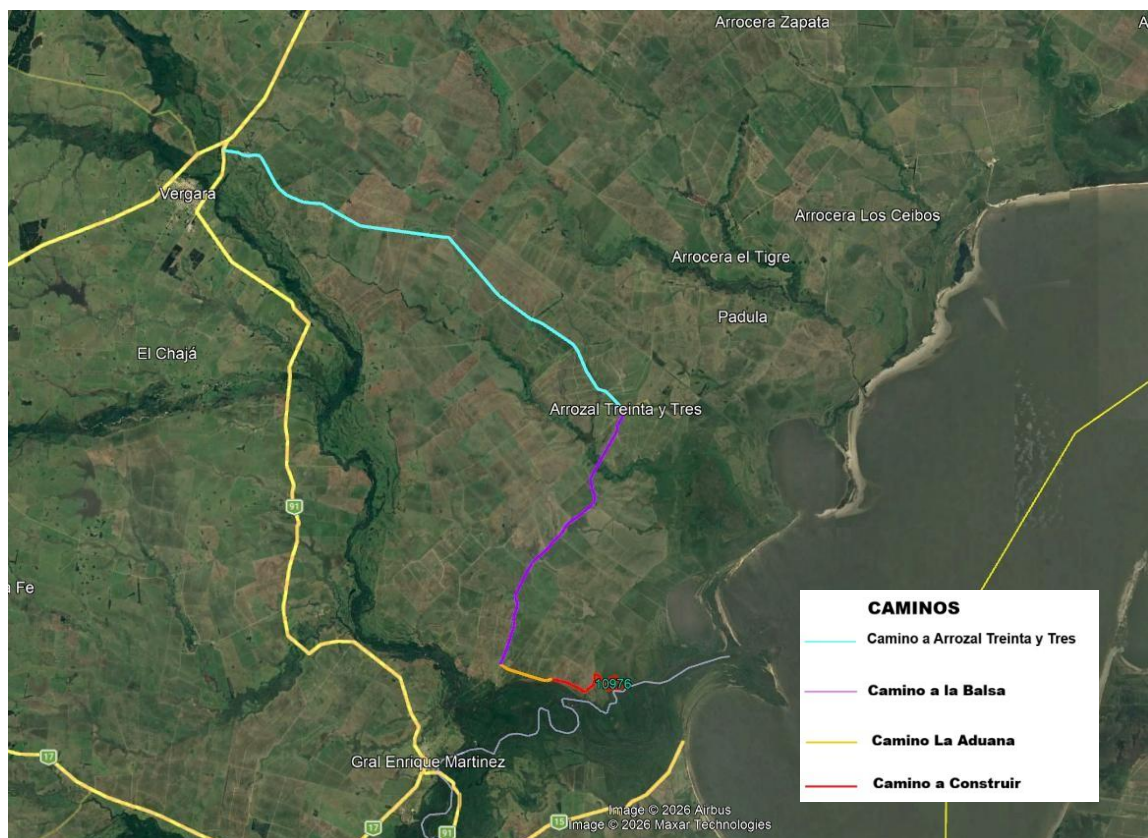 Arrocera Zapata
A
Vergara
Arrocera Los Ceibos
Arrocera el Tigre
Padula
El Chajá
Arrozal Treinta y Tres
91
a Fe
CAMINOS
Camino a Arrozal Treinta y Tres
Camino a la Balsa
Camino La Aduana
Camino a Construir
10976
Gral Enrique Martinez
17
17
91
15
Image © 2026 Airbus
Image © 2026 Maxar Technologies